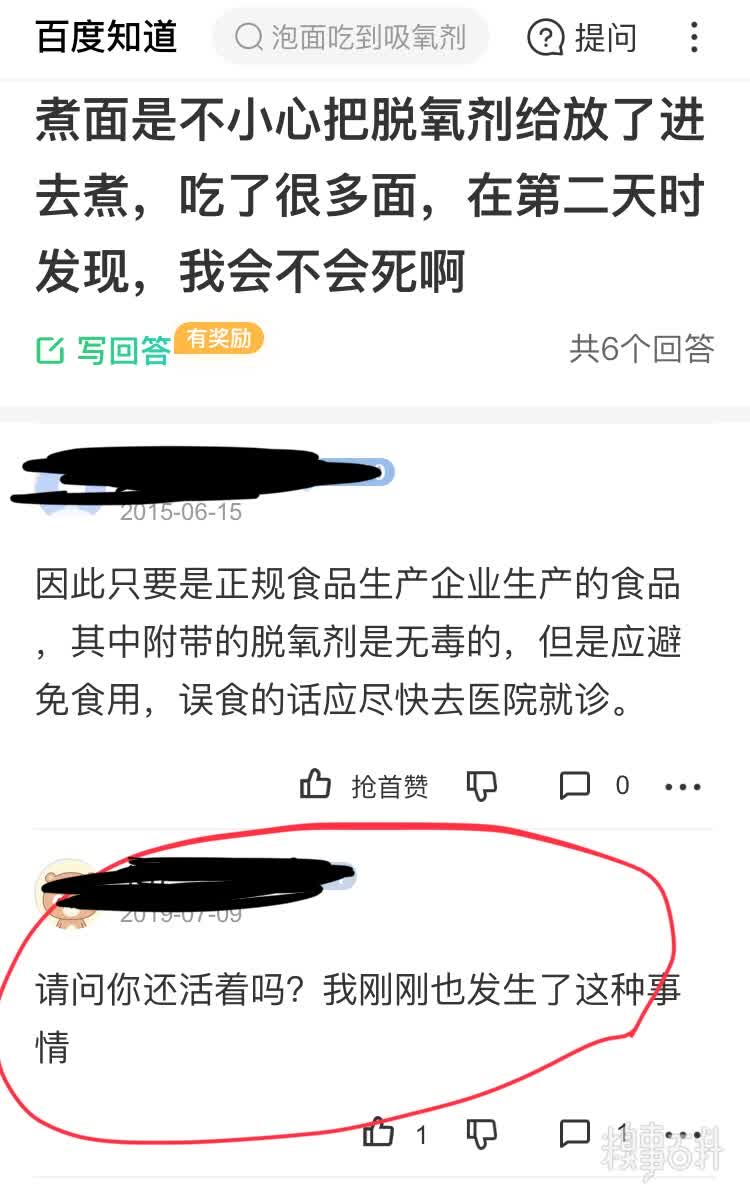 百度知道
泡面吃到吸氧剂
提问
煮面是不小心把脱氧剂给放了进
去煮，吃了很多面，在第二天时
发现，我会不会死啊
写回答
有奖励
共6个回答
2015-06-15
因此只要是正规食品生产企业生产的食品
，其中附带的脱氧剂是无毒的，但是应避
免食用，误食的话应尽快去医院就诊。
抢首赞
0
2019-07-09
请问你还活着吗？我刚刚也发生了这种事
情
1
1
糗事百科